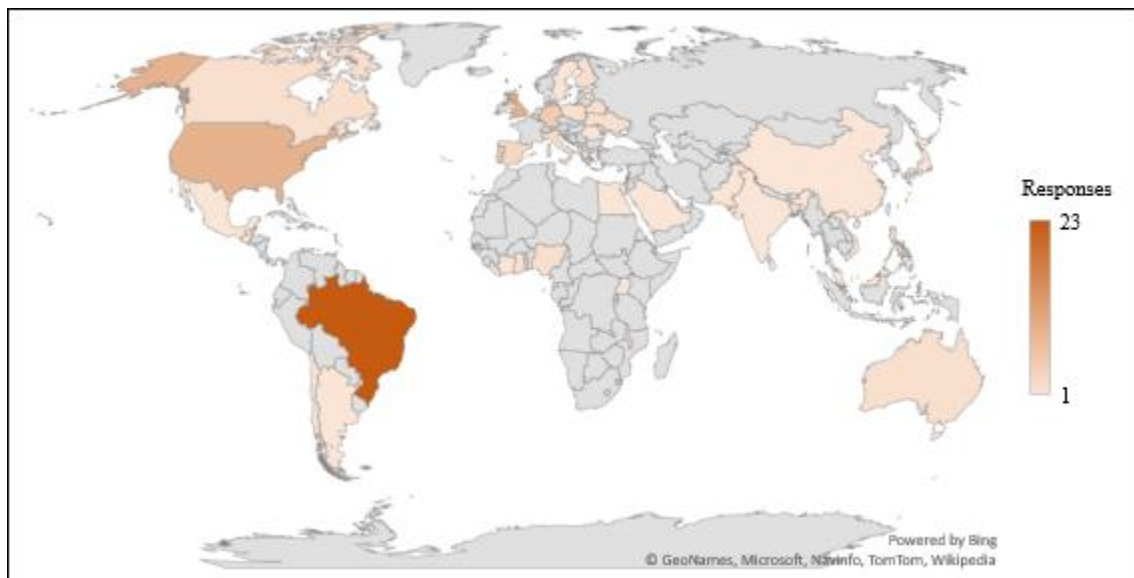 Responses
23
1
Powered by Bing
© GeoNames, Microsoft, Navinfo, TomTom, Wikipedia